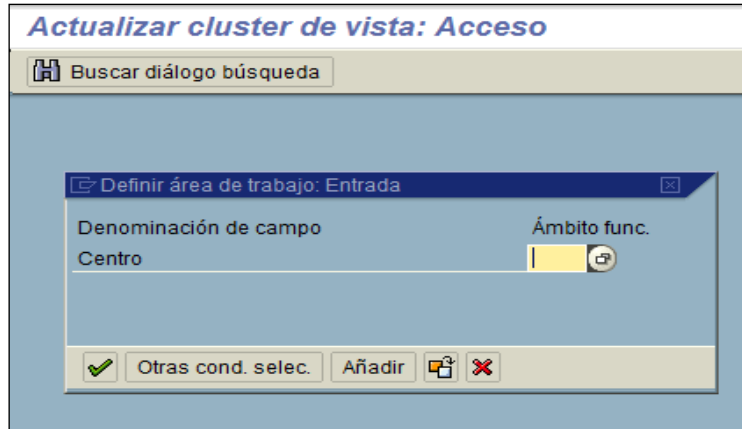 Actualizar cluster de vista: Acceso
Buscar diálogo búsqueda
Definir área de trabajo: Entrada
Denominación de campo Ámbito func.
Centro
Otras cond. selec. Añadir